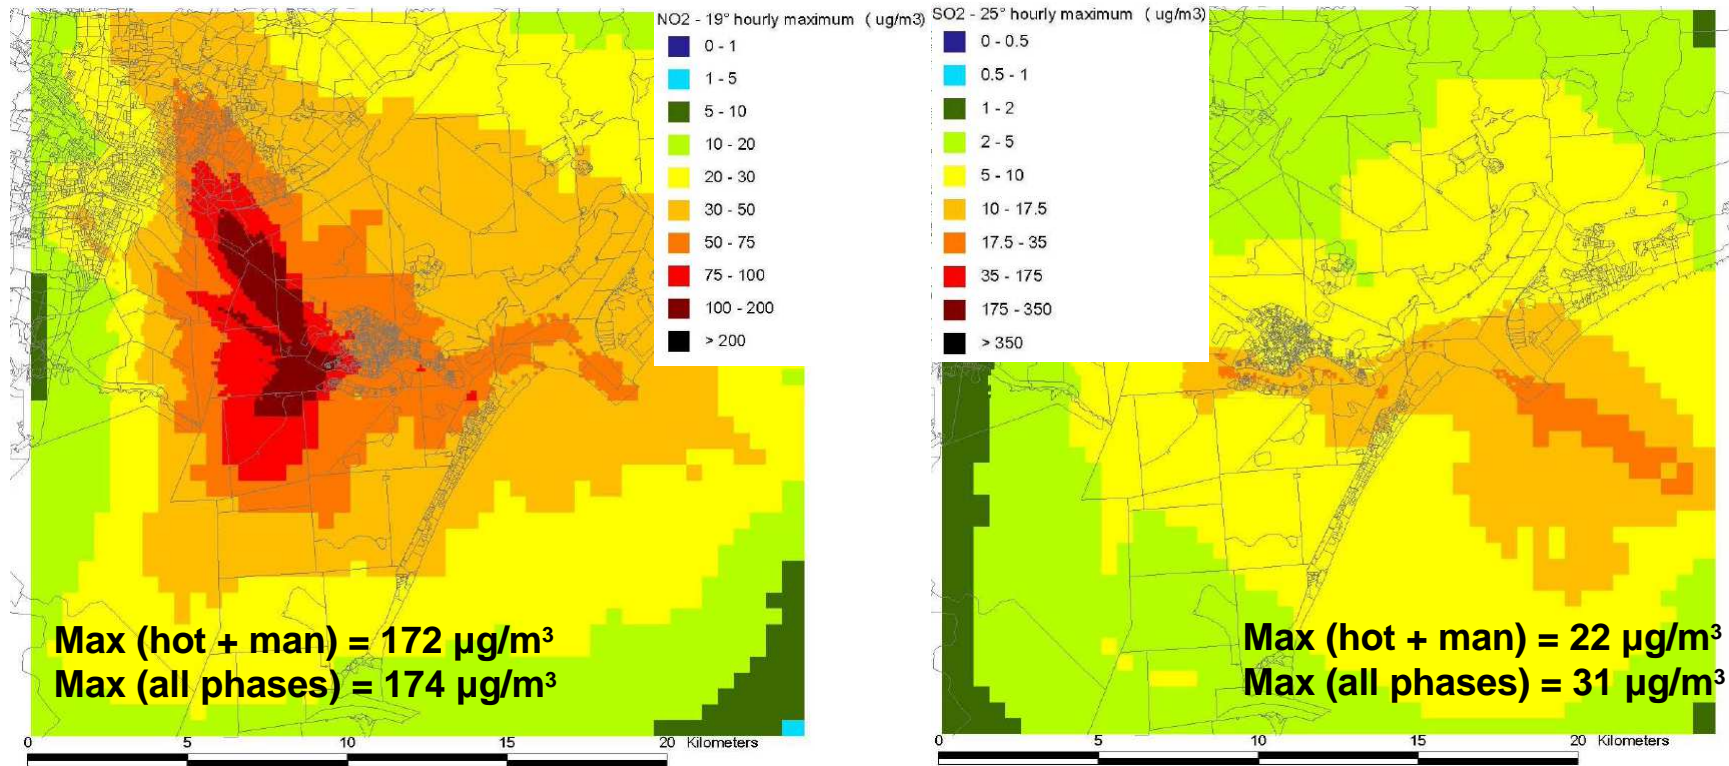 NO2 - 19° hourly maximum ( ug/m3)
0 - 1
1 - 5
5 - 10
10 - 20
20 - 30
30 - 50
50 - 75
75 - 100
100 - 200
> 200
Max (hot + man) = 172 µg/m³
Max (all phases) = 174 µg/m³
0 5 10 15 20 Kilometers
SO2 - 25° hourly maximum ( ug/m3)
0 - 0.5
0.5 - 1
1 - 2
2 - 5
5 - 10
10 - 17.5
17.5 - 35
35 - 175
175 - 350
> 350
Max (hot + man) = 22 µg/m³
Max (all phases) = 31 µg/m³
0 5 10 15 20 Kilometers